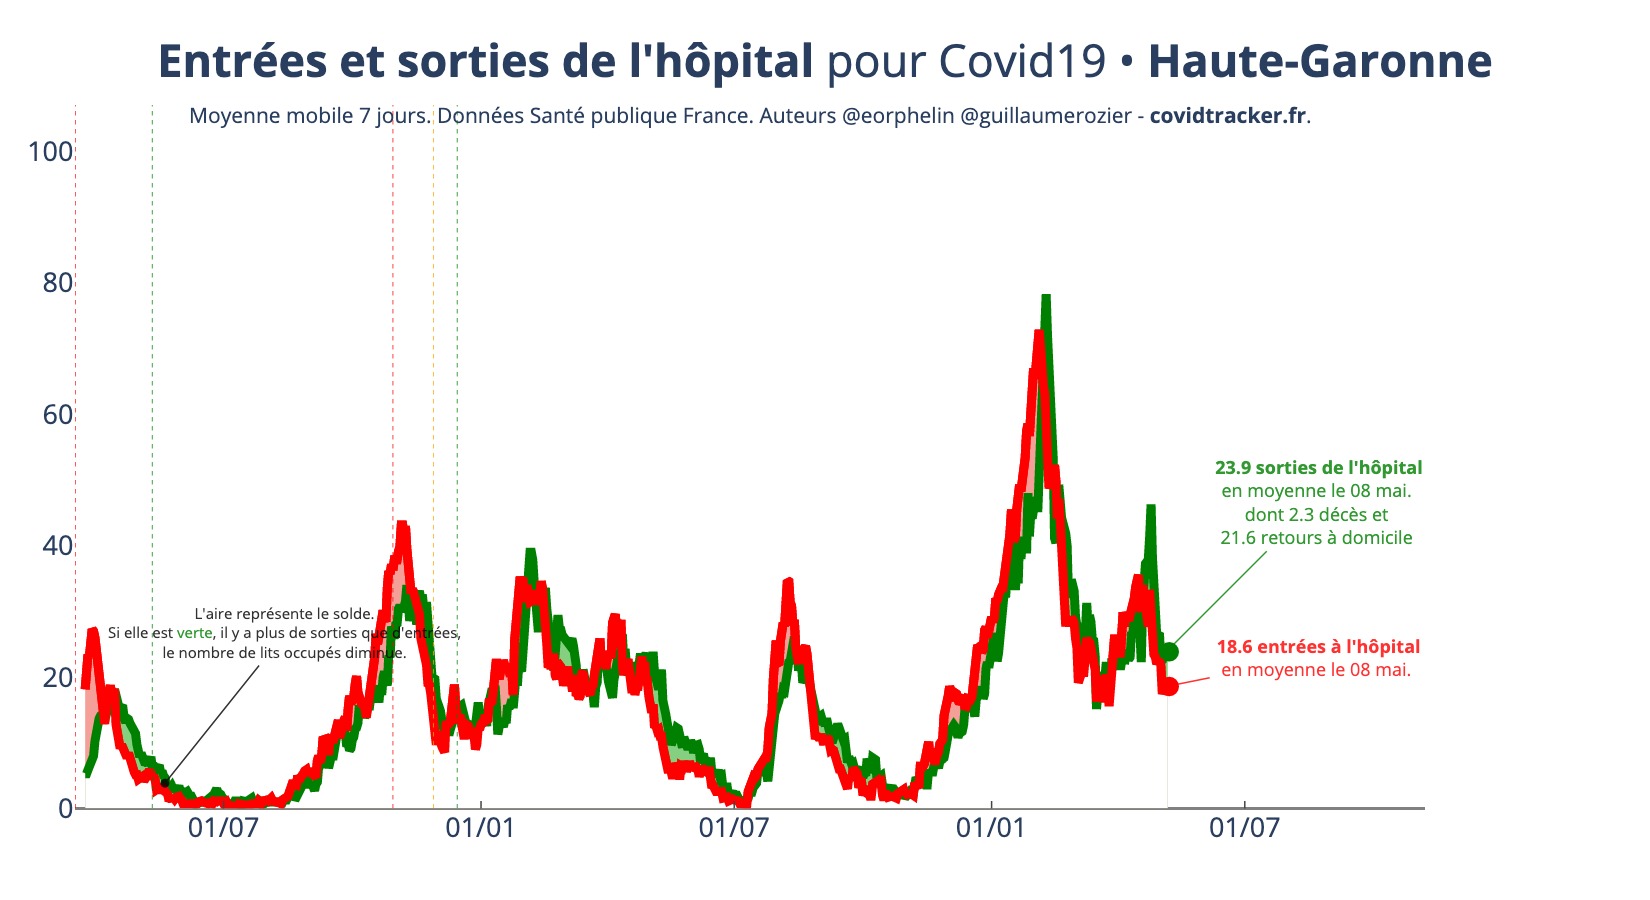 Entrées et sorties de l'hôpital pour Covid19 • Haute-Garonne
Moyenne mobile 7 jours. Données Santé publique France. Auteurs @eorphelin @guillaumerozier - covidtracker.fr.
100
80
60
40
20
0
L'aire représente le solde.
Si elle est verte, il y a plus de sorties que d'entrées,
le nombre de lits occupés diminue.
23.9 sorties de l'hôpital
en moyenne le 08 mai.
dont 2.3 décès et
21.6 retours à domicile
18.6 entrées à l'hôpital
en moyenne le 08 mai.
01/07
01/01
01/07
01/01
01/07